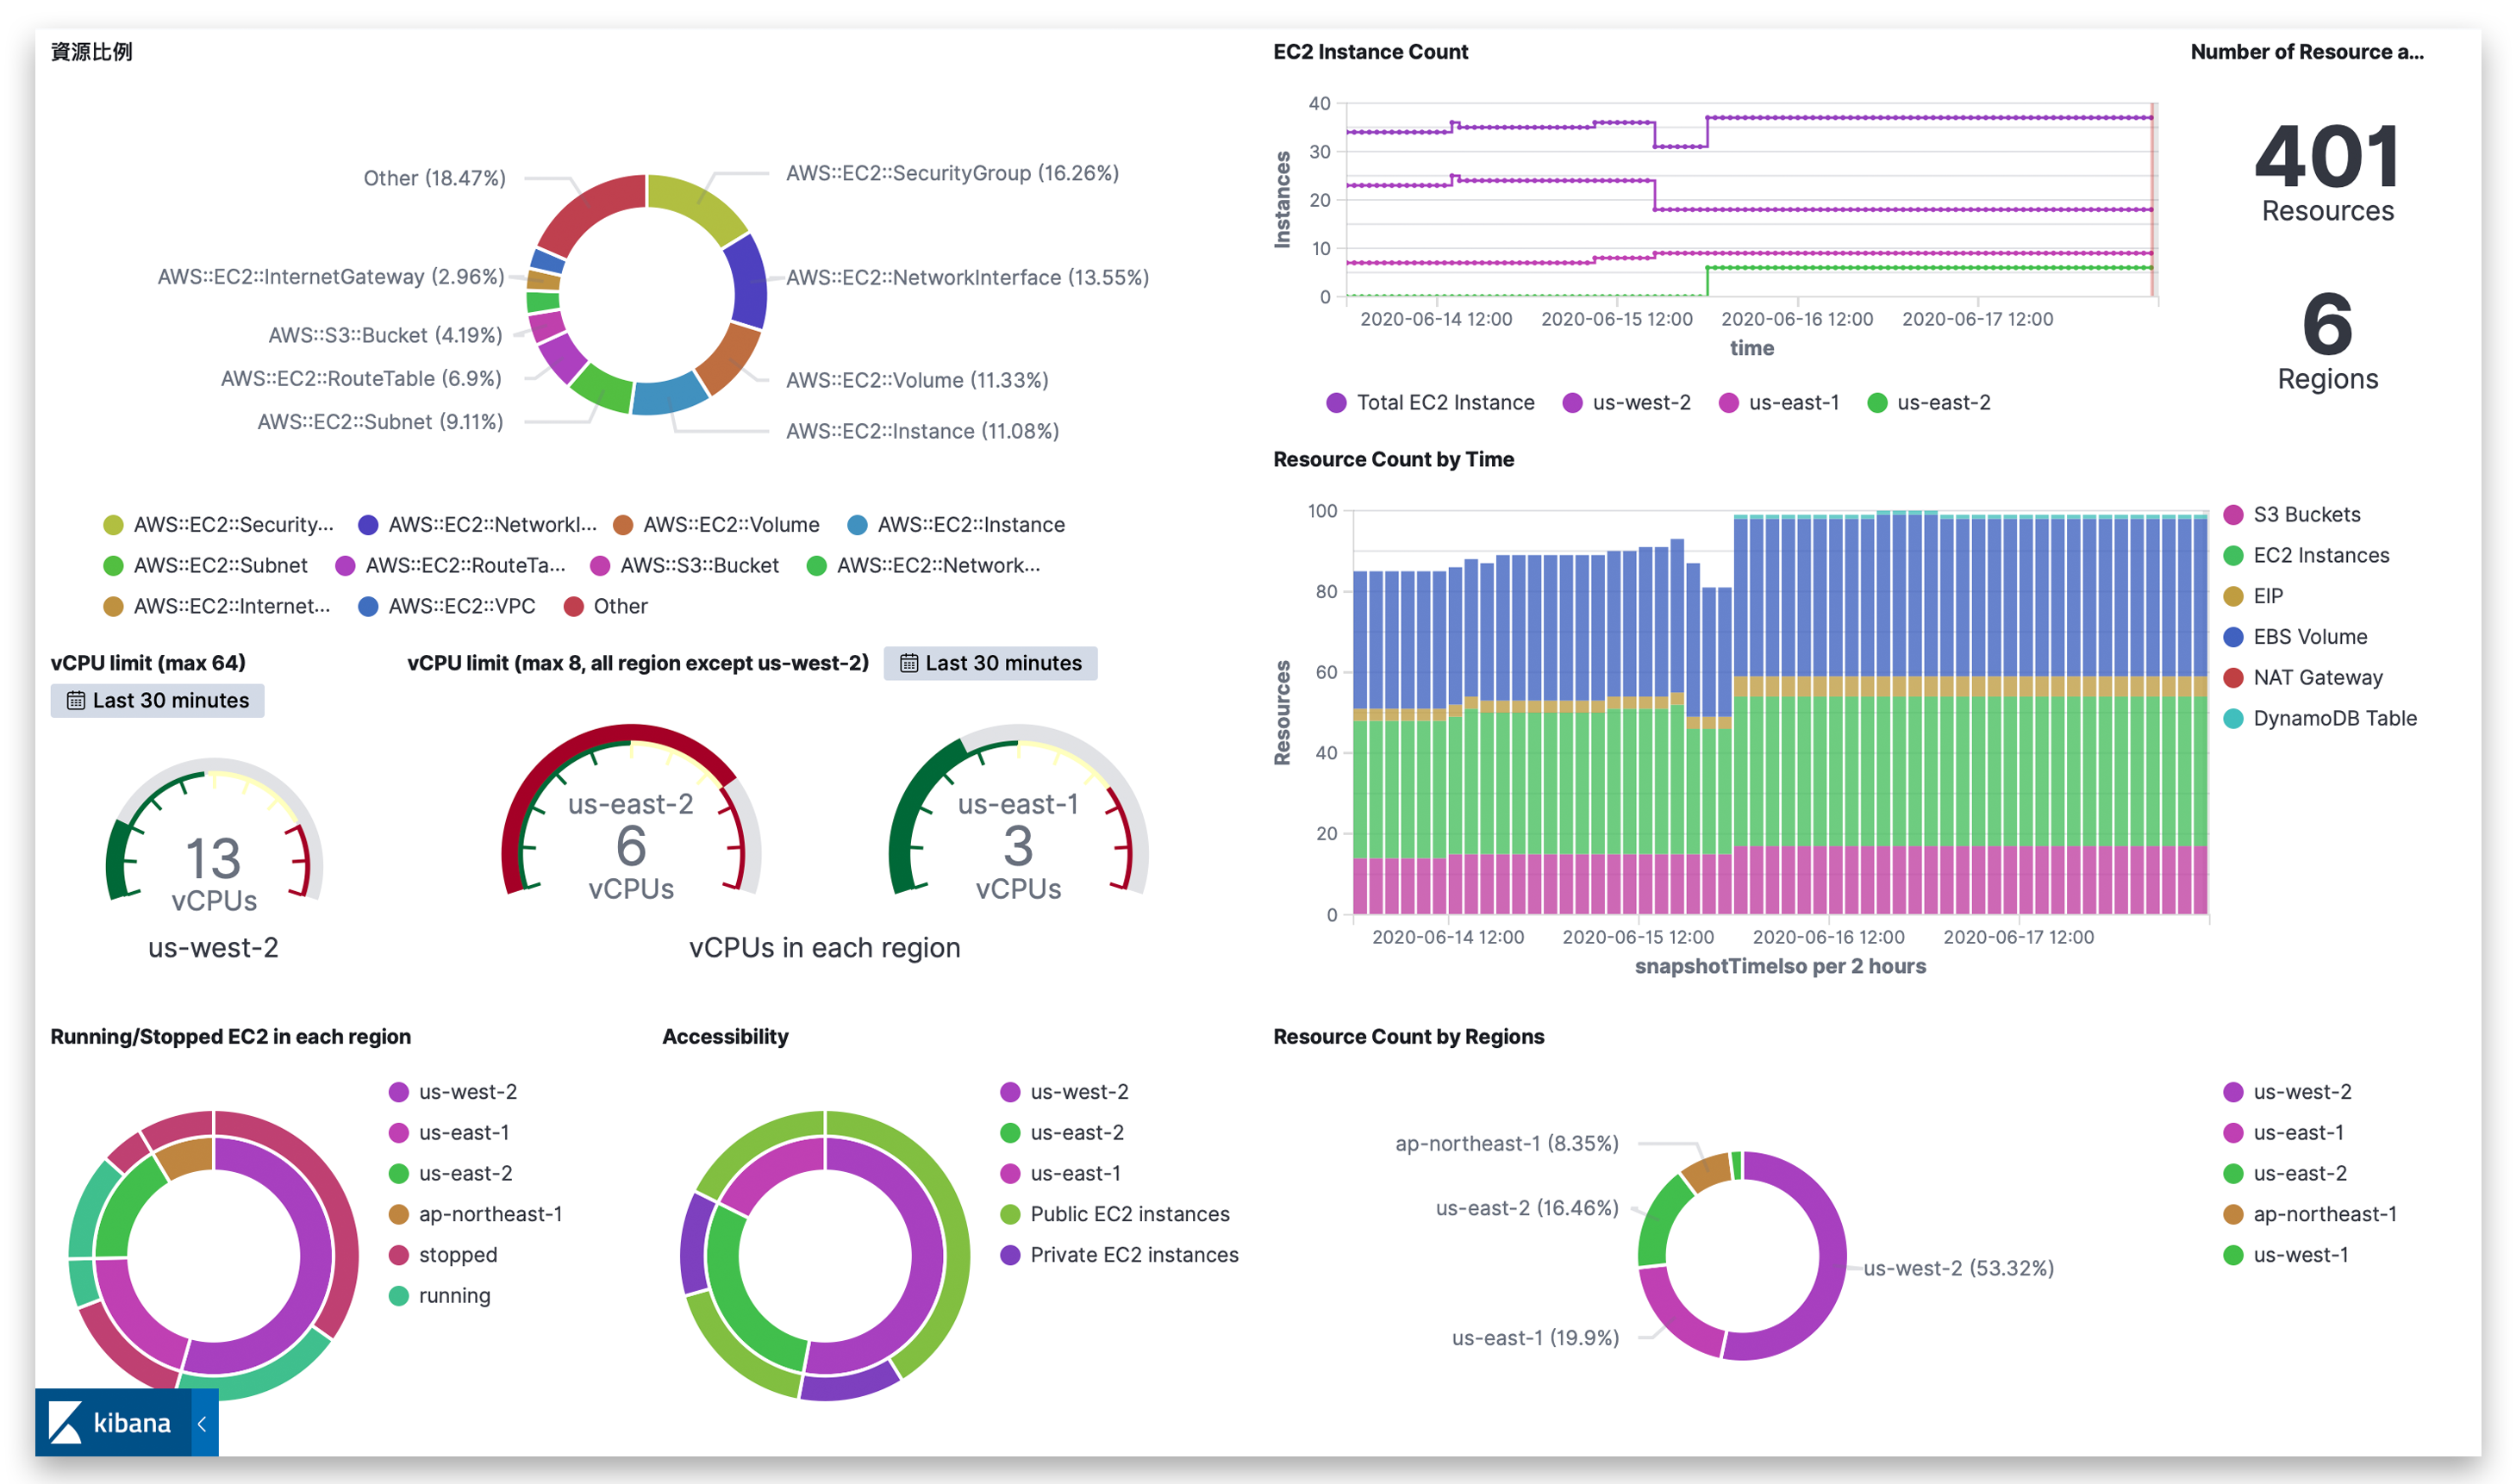 資源比例
Other (18.47%)
AWS::EC2::SecurityGroup (16.26%)
AWS::EC2::InternetGateway (2.96%)
AWS::EC2::NetworkInterface (13.55%)
AWS::S3::Bucket (4.19%)
AWS::EC2::RouteTable (6.9%)
AWS::EC2::Volume (11.33%)
AWS::EC2::Subnet (9.11%)
AWS::EC2::Instance (11.08%)
AWS::EC2::Security...
AWS::EC2::NetworkI...
AWS::EC2::Volume
AWS::EC2::Instance
AWS::EC2::Subnet
AWS::EC2::RouteTa...
AWS::S3::Bucket
AWS::EC2::Network...
AWS::EC2::Internet...
AWS::EC2::VPC
Other
EC2 Instance Count
Instances
40
30
20
10
0
2020-06-14 12:00
2020-06-15 12:00
2020-06-16 12:00
2020-06-17 12:00
time
Total EC2 Instance
us-west-2
us-east-1
us-east-2
Number of Resource a...
401
Resources
6
Regions
vCPU limit (max 64)
Last 30 minutes
13
vCPUs
us-west-2
vCPU limit (max 8, all region except us-west-2)
Last 30 minutes
us-east-2
6
vCPUs
us-east-1
3
vCPUs
vCPUs in each region
Resource Count by Time
Resources
100
80
60
40
20
0
2020-06-14 12:00
2020-06-15 12:00
2020-06-16 12:00
2020-06-17 12:00
snapshotTimeIso per 2 hours
S3 Buckets
EC2 Instances
EIP
EBS Volume
NAT Gateway
DynamoDB Table
Running/Stopped EC2 in each region
us-west-2
us-east-1
us-east-2
ap-northeast-1
stopped
running
Accessibility
us-west-2
us-east-2
us-east-1
Public EC2 instances
Private EC2 instances
Resource Count by Regions
ap-northeast-1 (8.35%)
us-east-2 (16.46%)
us-west-2 (53.32%)
us-east-1 (19.9%)
us-west-2
us-east-1
us-east-2
ap-northeast-1
us-west-1
kibana